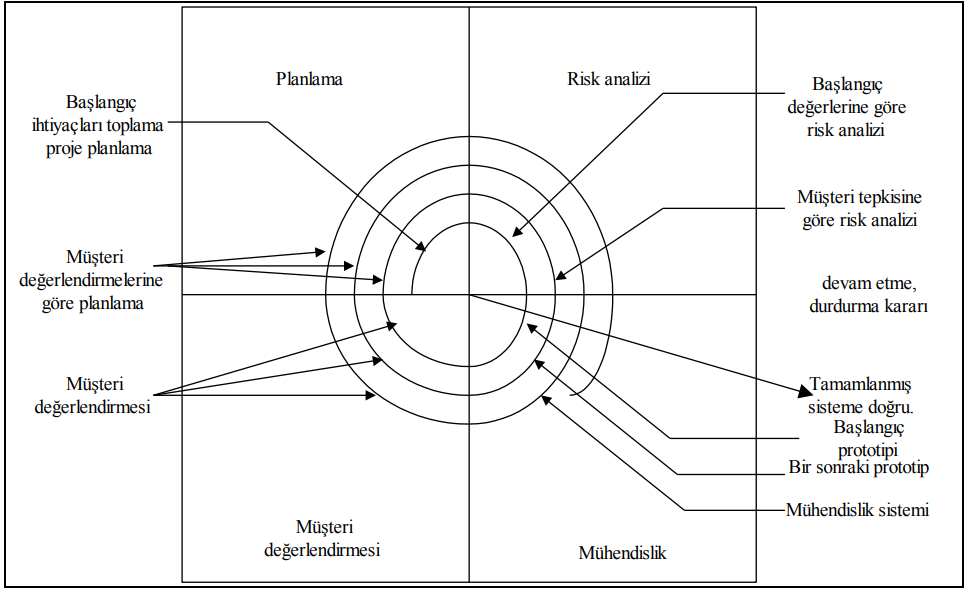 Planlama
Risk analizi
Başlangıç
ihtiyaçları toplama
proje planlama
Başlangıç
değerlerine göre
risk analizi
Müşteri tepkisine
göre risk analizi
Müşteri
değerlendirmelerine
göre planlama
devam etme,
durdurma kararı
Müşteri
değerlendirmesi
Tamamlanmış
sisteme doğru.
Başlangıç
prototipi
Bir sonraki prototip
Mühendislik sistemi
Müşteri
değerlendirmesi
Mühendislik